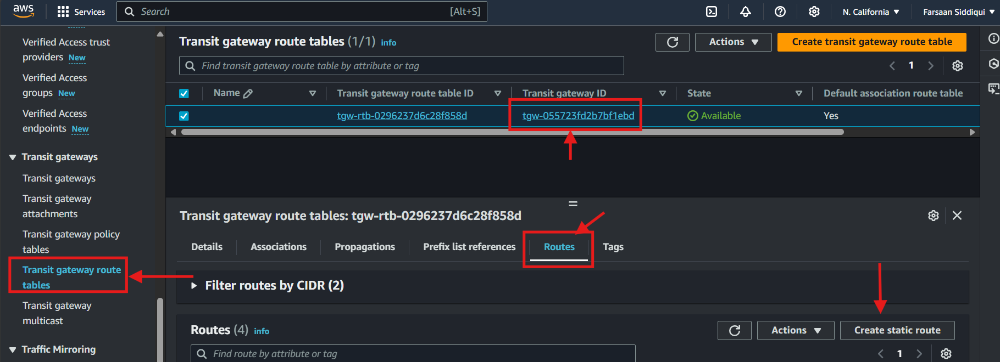 aws
Services
Search
[Alt+S]
N. California
Farsaan Siddiqui
Verified Access trust
providers New
Verified Access
groups New
Verified Access
endpoints New
Transit gateways
Transit gateways
Transit gateway
attachments
Transit gateway policy
tables
Transit gateway route
tables
Transit gateway
multicast
Traffic Mirroring
Transit gateway route tables (1/1) info
Actions
Create transit gateway route table
Find transit gateway route table by attribute or tag
1
Name
Transit gateway route table ID
Transit gateway ID
State
Default association route table
tgw-rtb-0296237d6c28f858d
tgw-055723fd2b7bf1ebd
Available
Yes
Transit gateway route tables: tgw-rtb-0296237d6c28f858d
Details
Associations
Propagations
Prefix list references
Routes
Tags
Filter routes by CIDR (2)
Routes (4) info
Actions
Create static route
Find route by attribute or tag
1